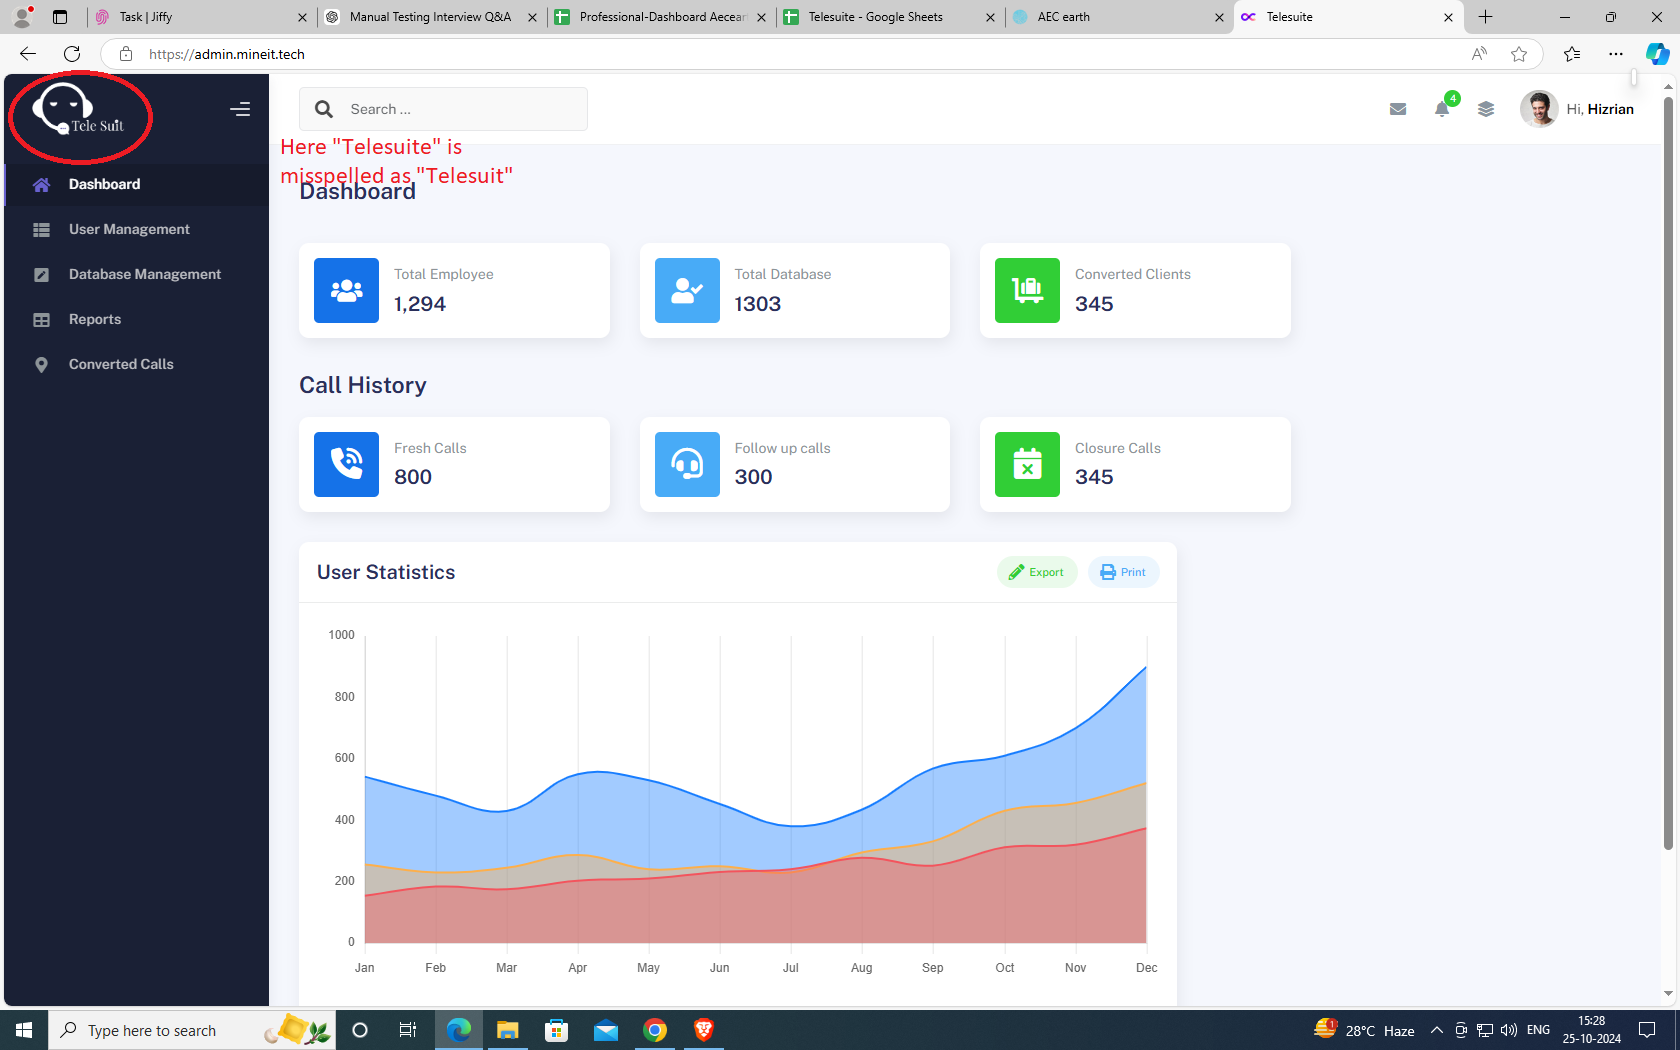 Task | Jiffy
Manual Testing Interview Q&A
Professional-Dashboard Aecear
Telesuite - Google Sheets
AEC earth
Telesuite
https://admin.mineit.tech
Tele Suit
Search ...
4
Hi, Hizrian
Here "Telesuite" is
misspelled as "Telesuit"
Dashboard
User Management
Database Management
Reports
Converted Calls
Dashboard
Total Employee
1,294
Total Database
1303
Converted Clients
345
Call History
Fresh Calls
800
Follow up calls
300
Closure Calls
345
User Statistics
Export
Print
1000
800
600
400
200
0
Jan Feb Mar Apr May Jun Jul Aug Sep Oct Nov Dec
Type here to search
1
28°C Haze
ENG
15:28
25-10-2024